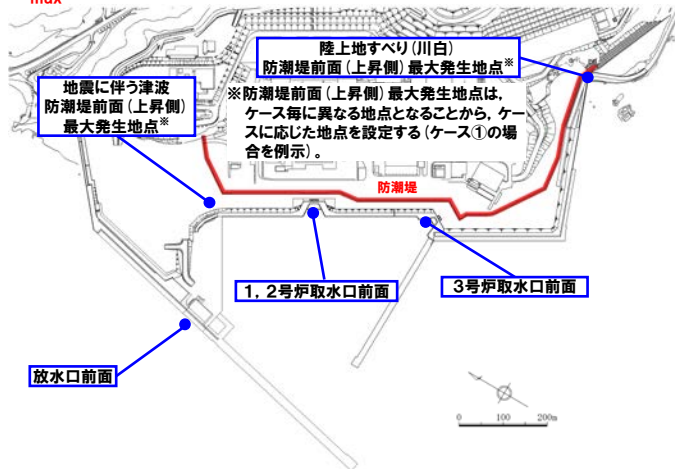 max
陸上地すべり(川白)
防潮堤前面(上昇側)最大発生地点※
地震に伴う津波
防潮堤前面(上昇側)
最大発生地点※
※防潮堤前面(上昇側)最大発生地点は,
ケース毎に異なる地点となることから,ケー
スに応じた地点を設定する(ケース①の場
合を例示)。
防潮堤
1,2号炉取水口前面
3号炉取水口前面
放水口前面
0 100 200m